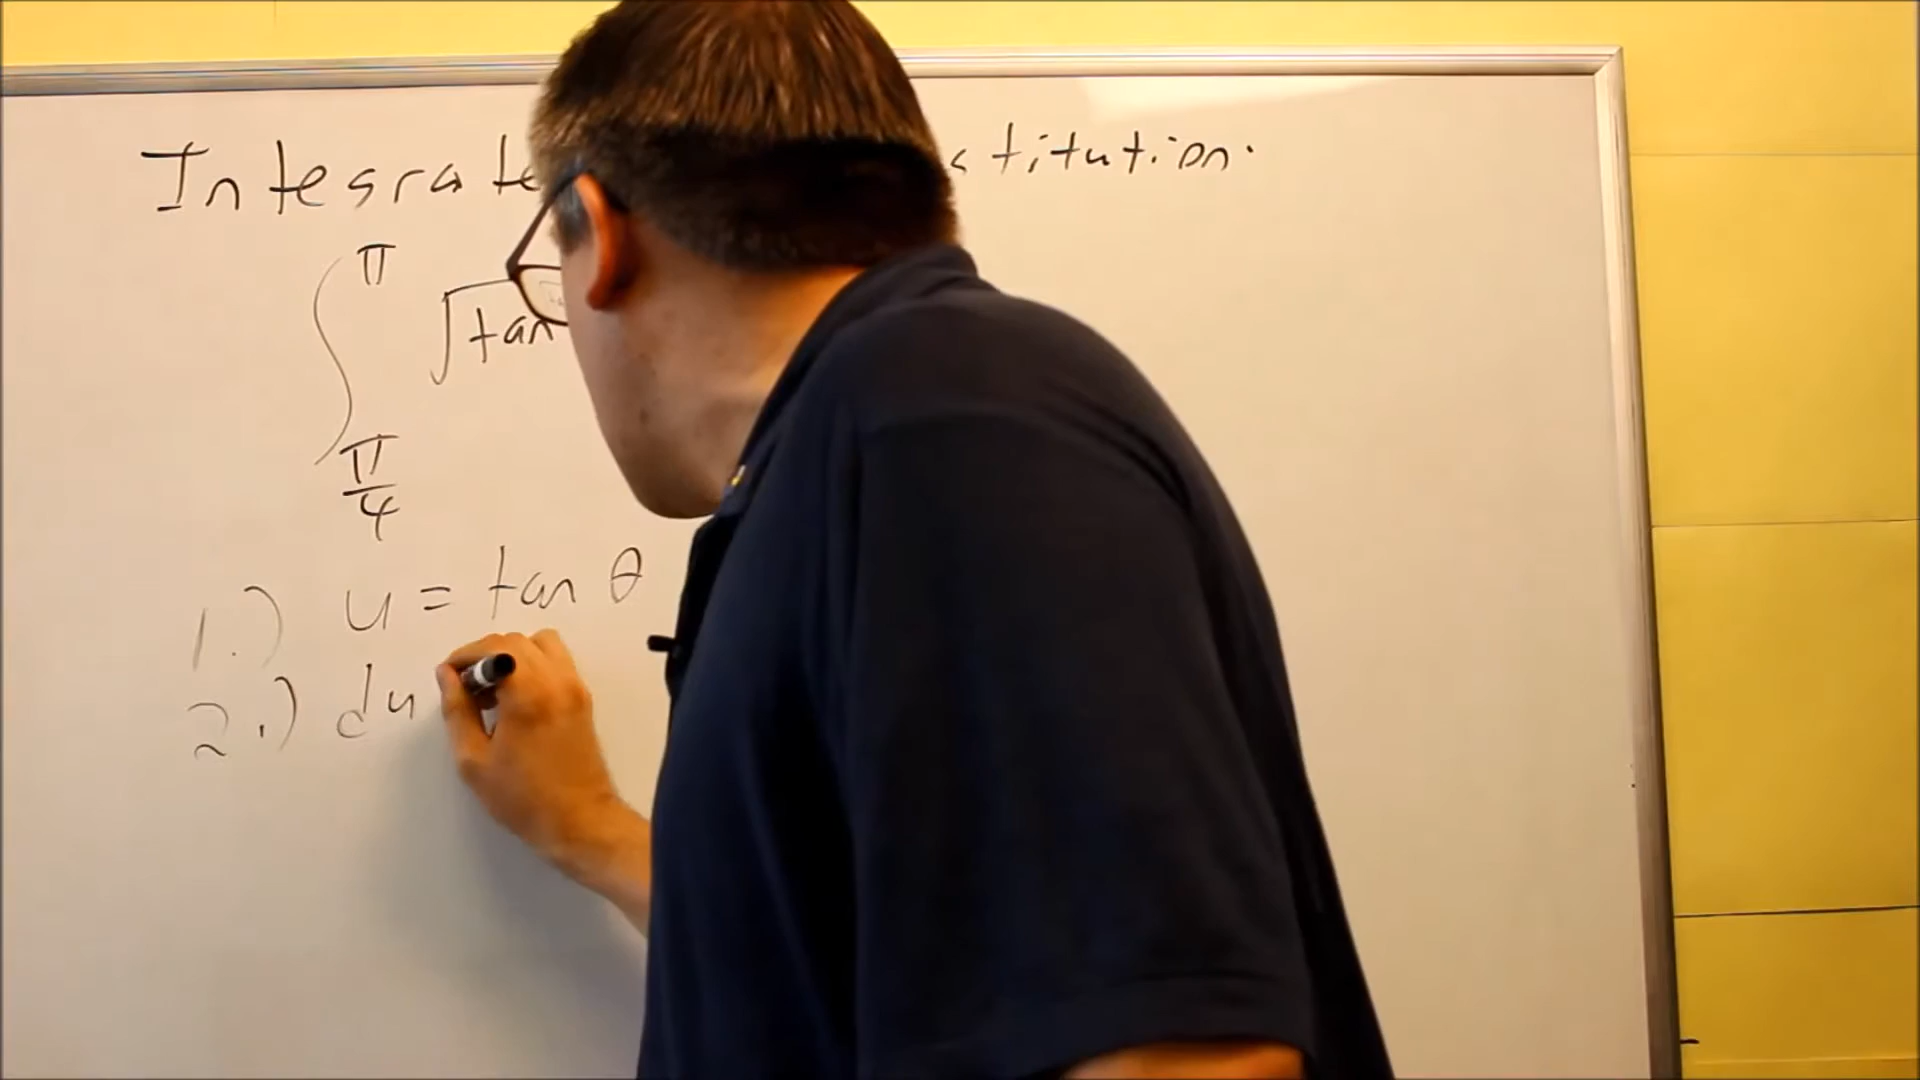 Integrate stitution.
π
√tan
π/4
1.) u = tan θ
2.) du